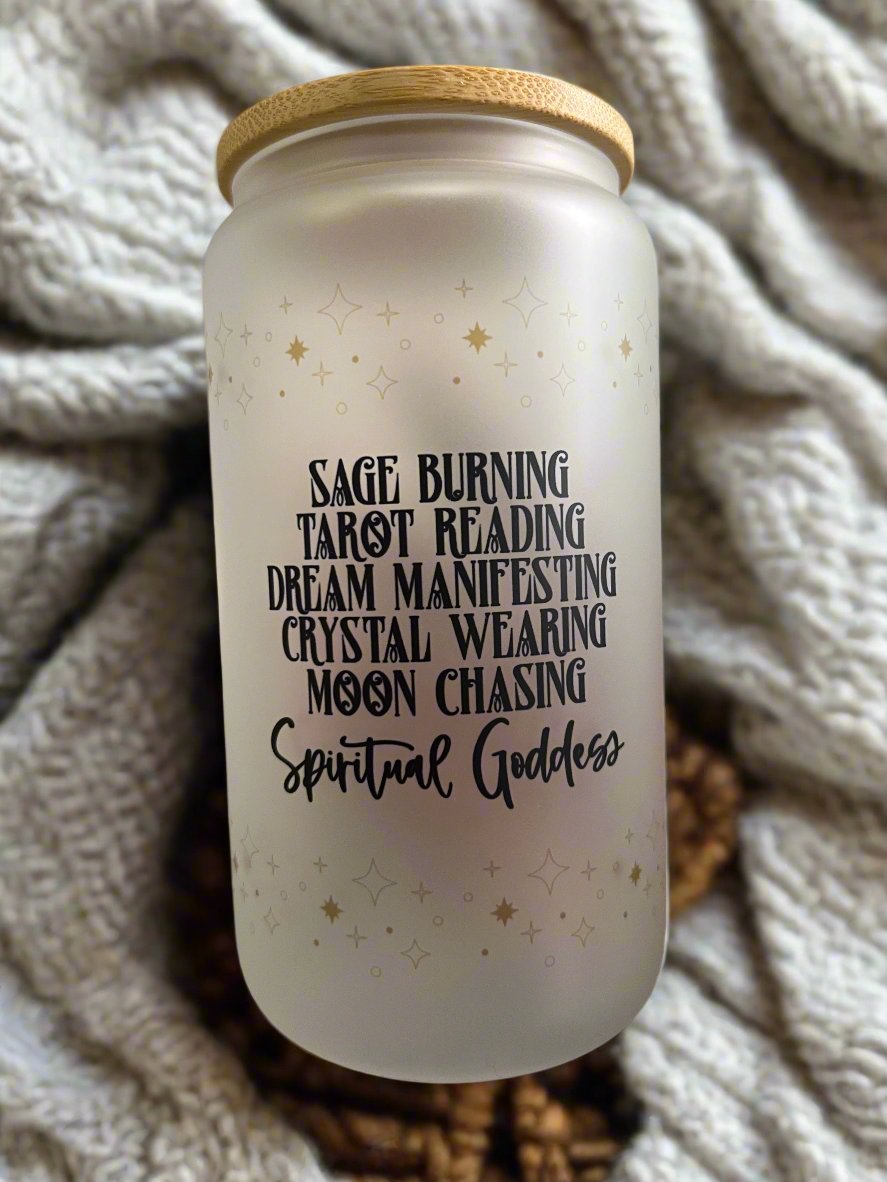 SAGE BURNING
TAROT READING
DREAM MANIFESTING
CRYSTAL WEARING
MOON CHASING
Spiritual Goddess